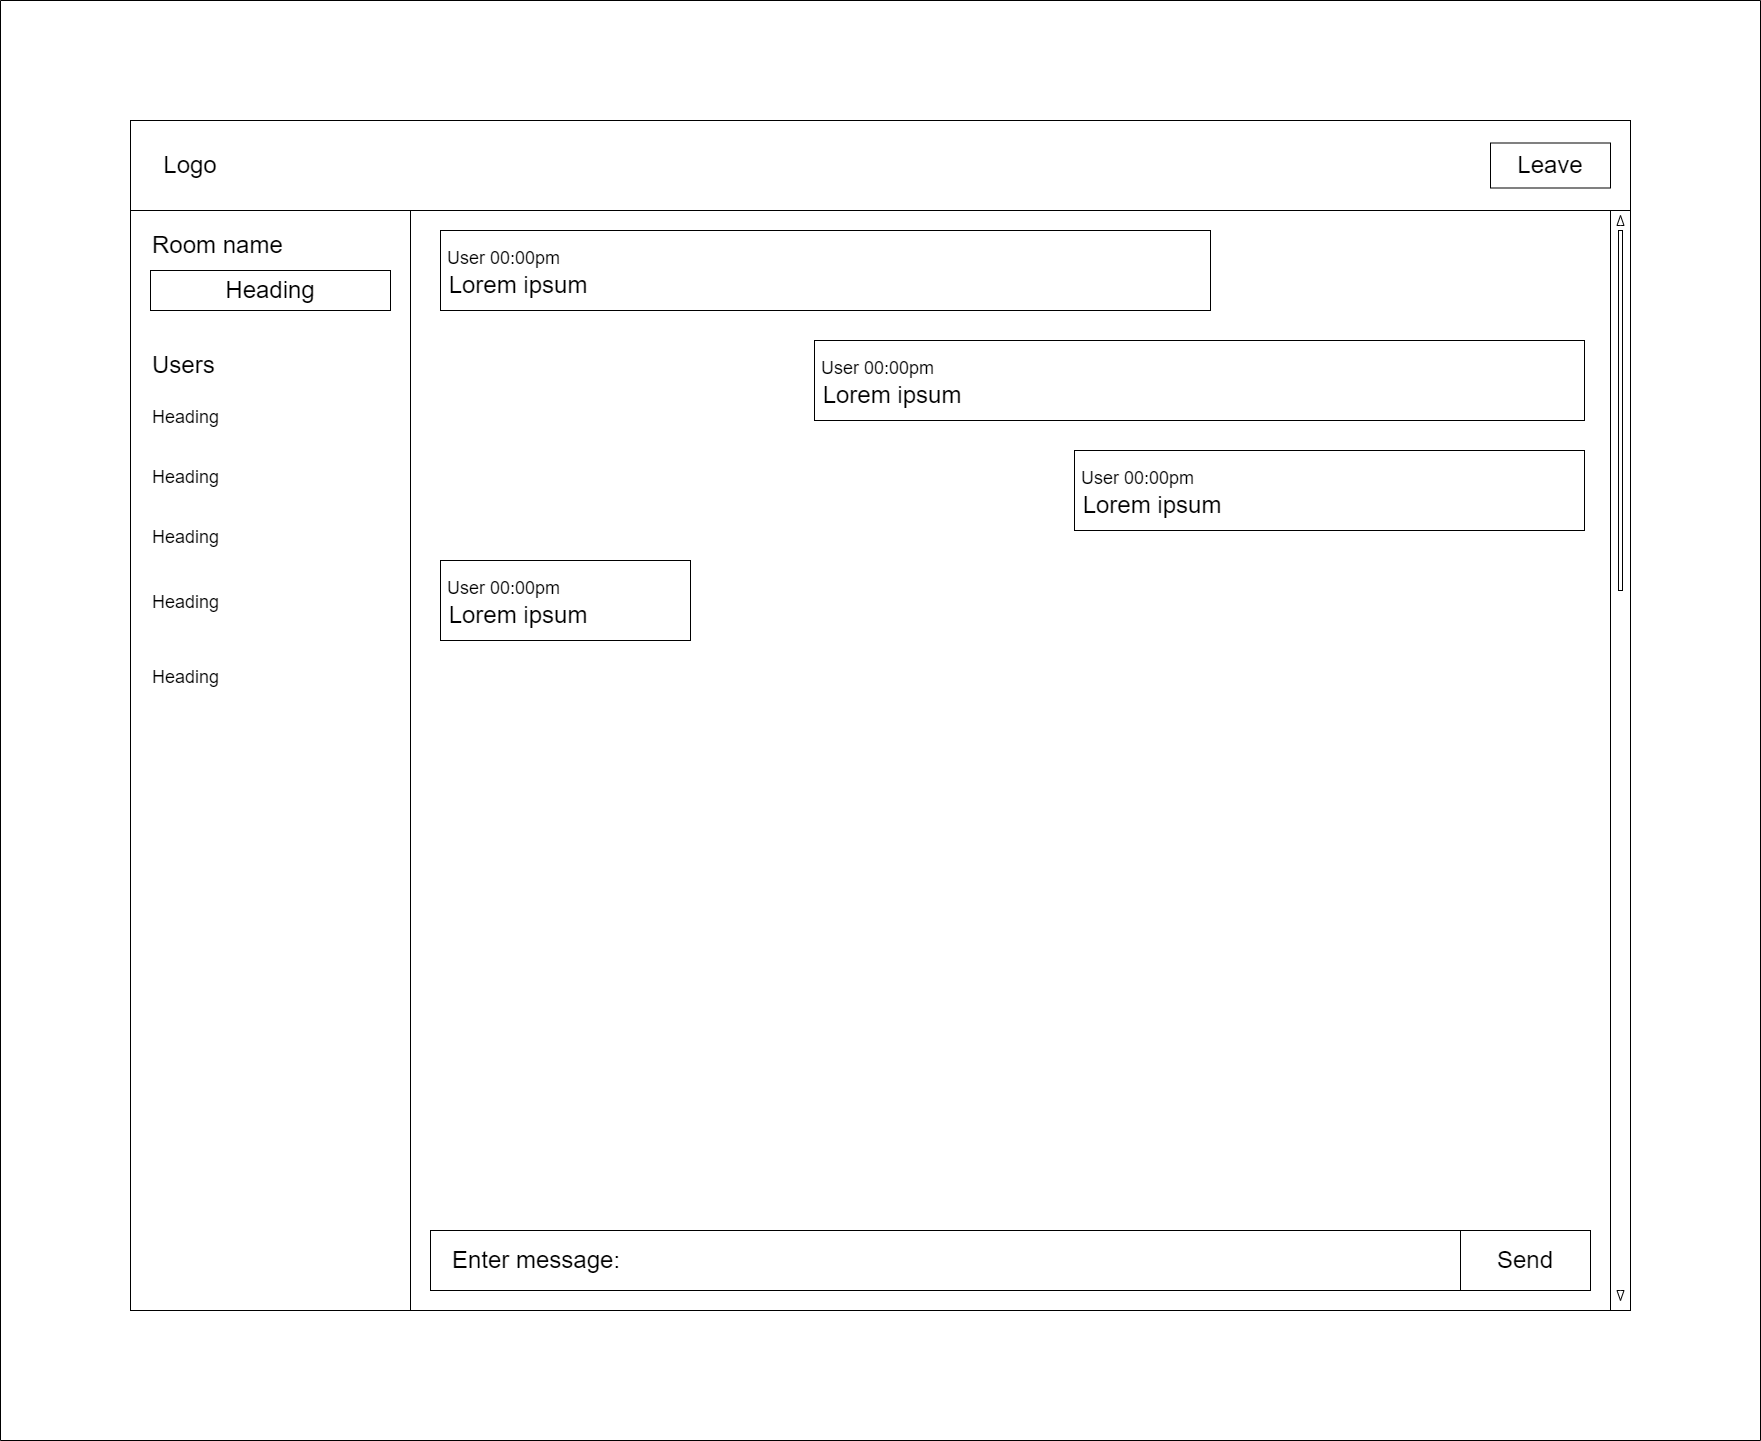 Logo
Leave
Room name
Heading
Users
Heading
Heading
Heading
Heading
Heading
User 00:00pm
Lorem ipsum
User 00:00pm
Lorem ipsum
User 00:00pm
Lorem ipsum
User 00:00pm
Lorem ipsum
Enter message:
Send